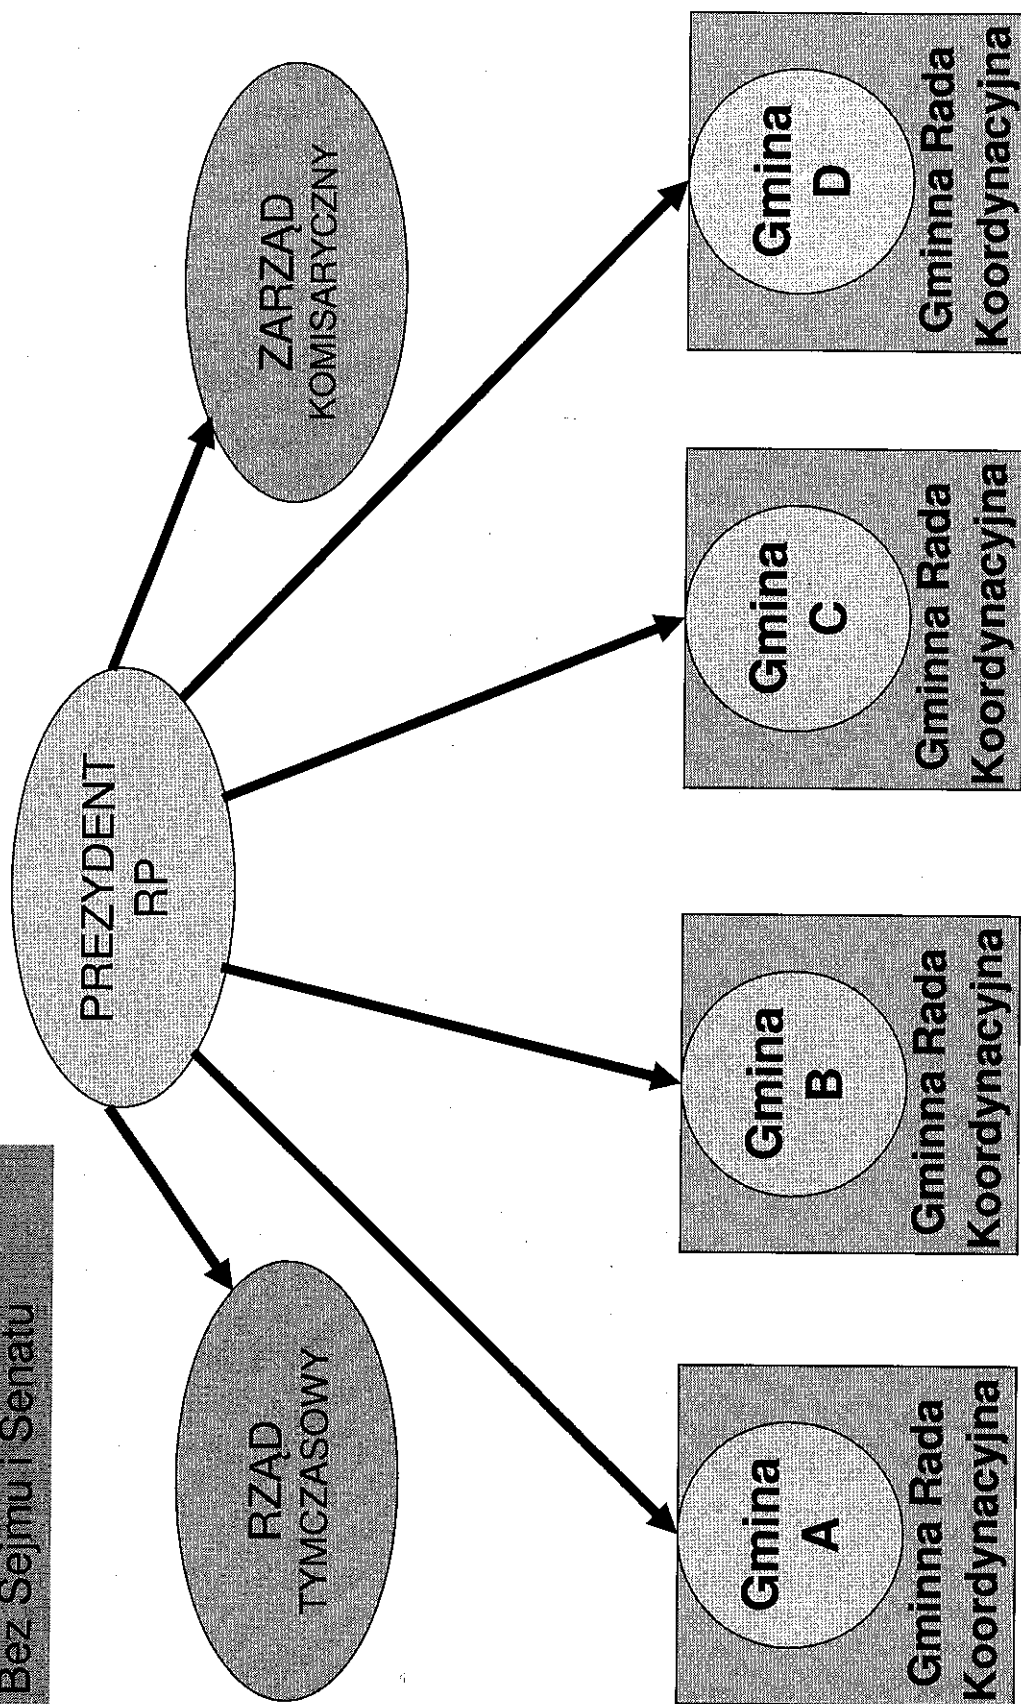 Bez Sejmu i Senatu
PREZYDENT
RP
RZĄD
TYMCZASOWY
ZARZĄD
KOMISARYCZNY
Gmina
A
Gminna Rada
Koordynacyjna
Gmina
B
Gminna Rada
Koordynacyjna
Gmina
C
Gminna Rada
Koordynacyjna
Gmina
D
Gminna Rada
Koordynacyjna